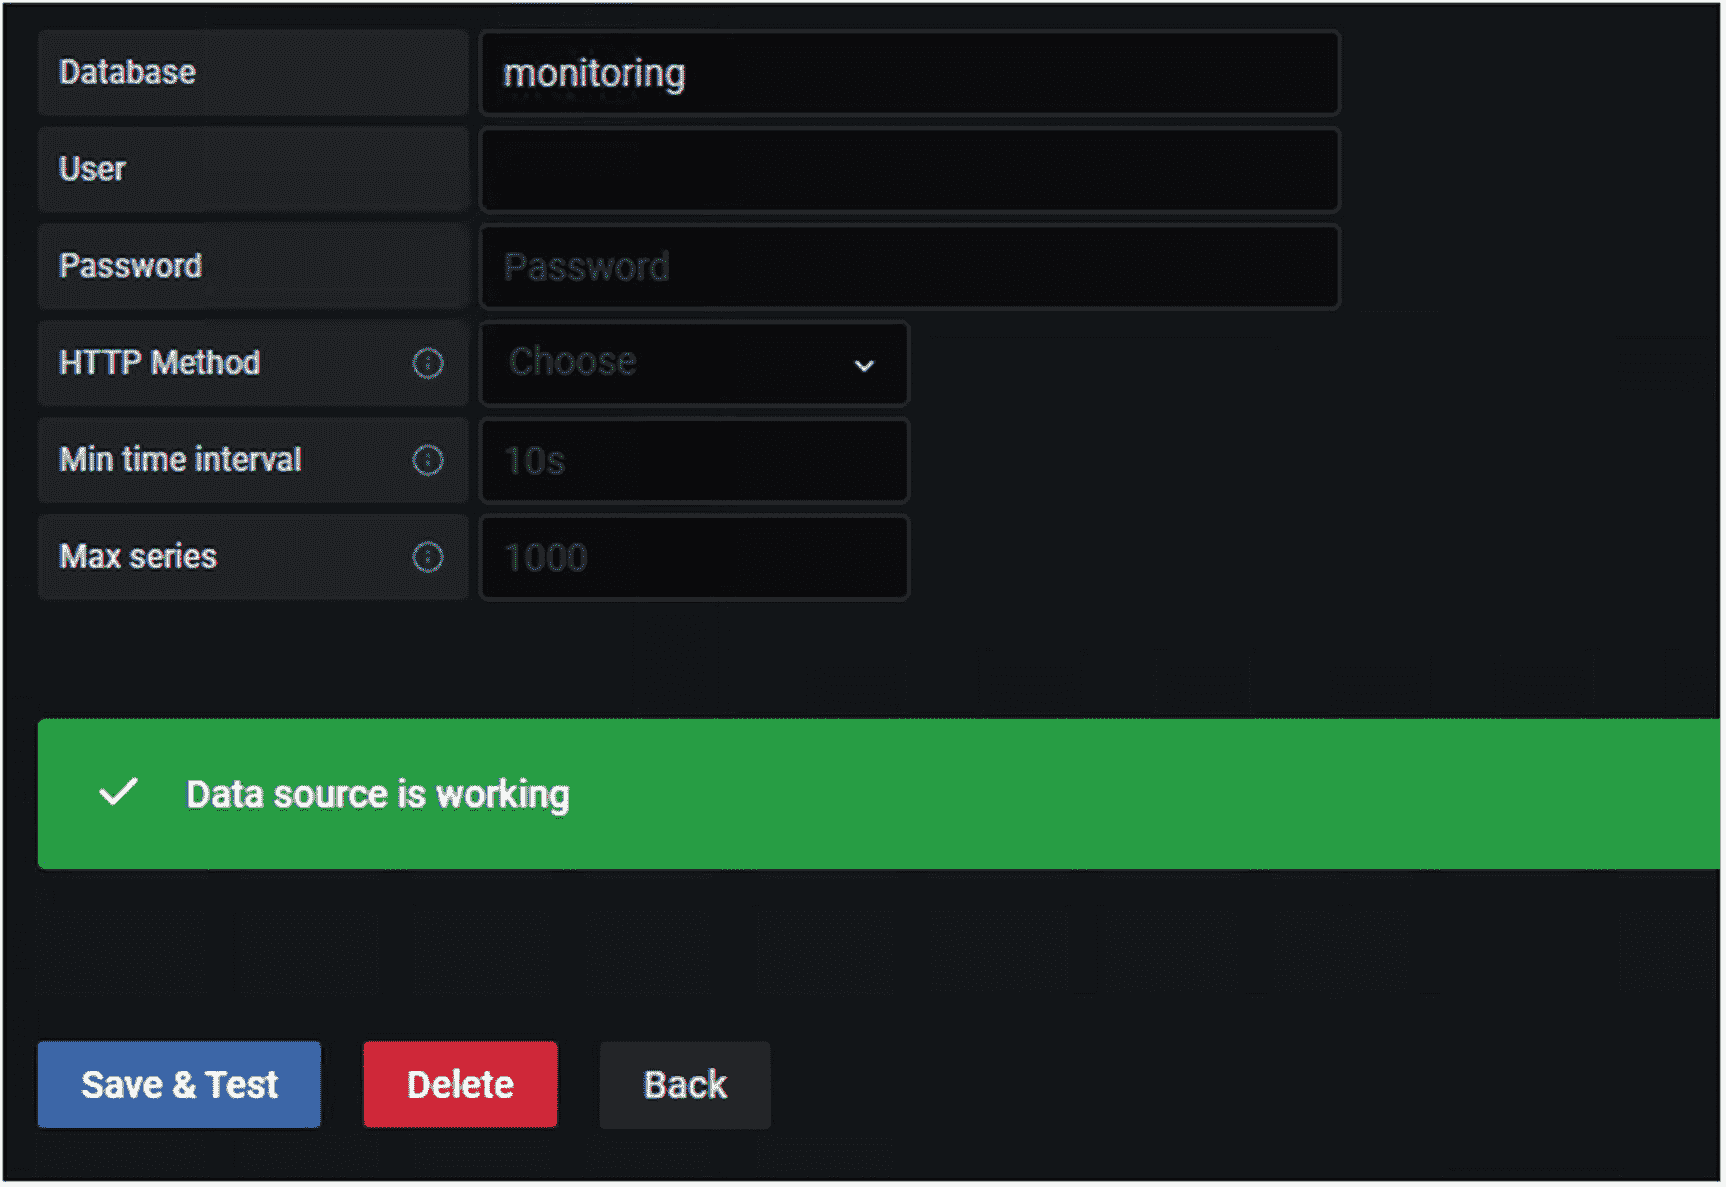 Database monitoring
User
Password Password
HTTP Method Choose
Min time interval 10s
Max series 1000
Data source is working
Save & Test Delete Back